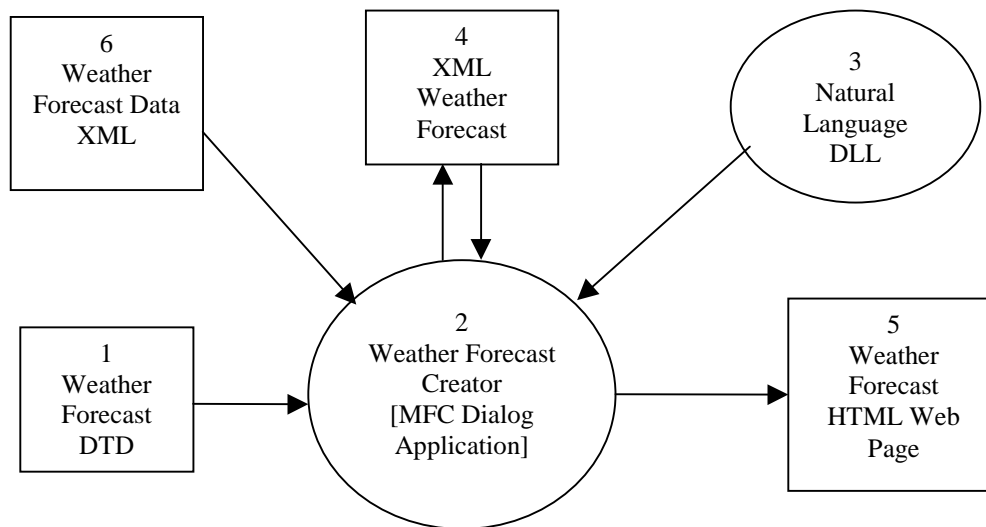 6
Weather
Forecast Data
XML
4
XML
Weather
Forecast
3
Natural
Language
DLL
1
Weather
Forecast
DTD
2
Weather Forecast
Creator
[MFC Dialog
Application]
5
Weather
Forecast
HTML Web
Page